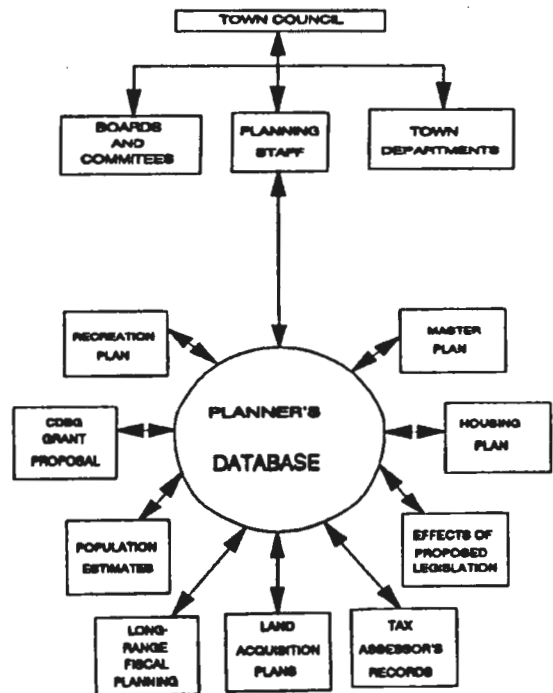 TOWN COUNCIL
BOARDS
AND
COMMITEES
PLANNING
STAFF
TOWN
DEPARTMENTS
RECREATION
PLAN
MASTER
PLAN
CDBG
GRANT
PROPOSAL
PLANNER'S
DATABASE
HOUSING
PLAN
POPULATION
ESTIMATES
EFFECTS OF
PROPOSED
LEGISLATION
LONG-
RANGE
FISCAL
PLANNING
LAND
ACQUISITION
PLANS
TAX
ASSESSOR'S
RECORDS